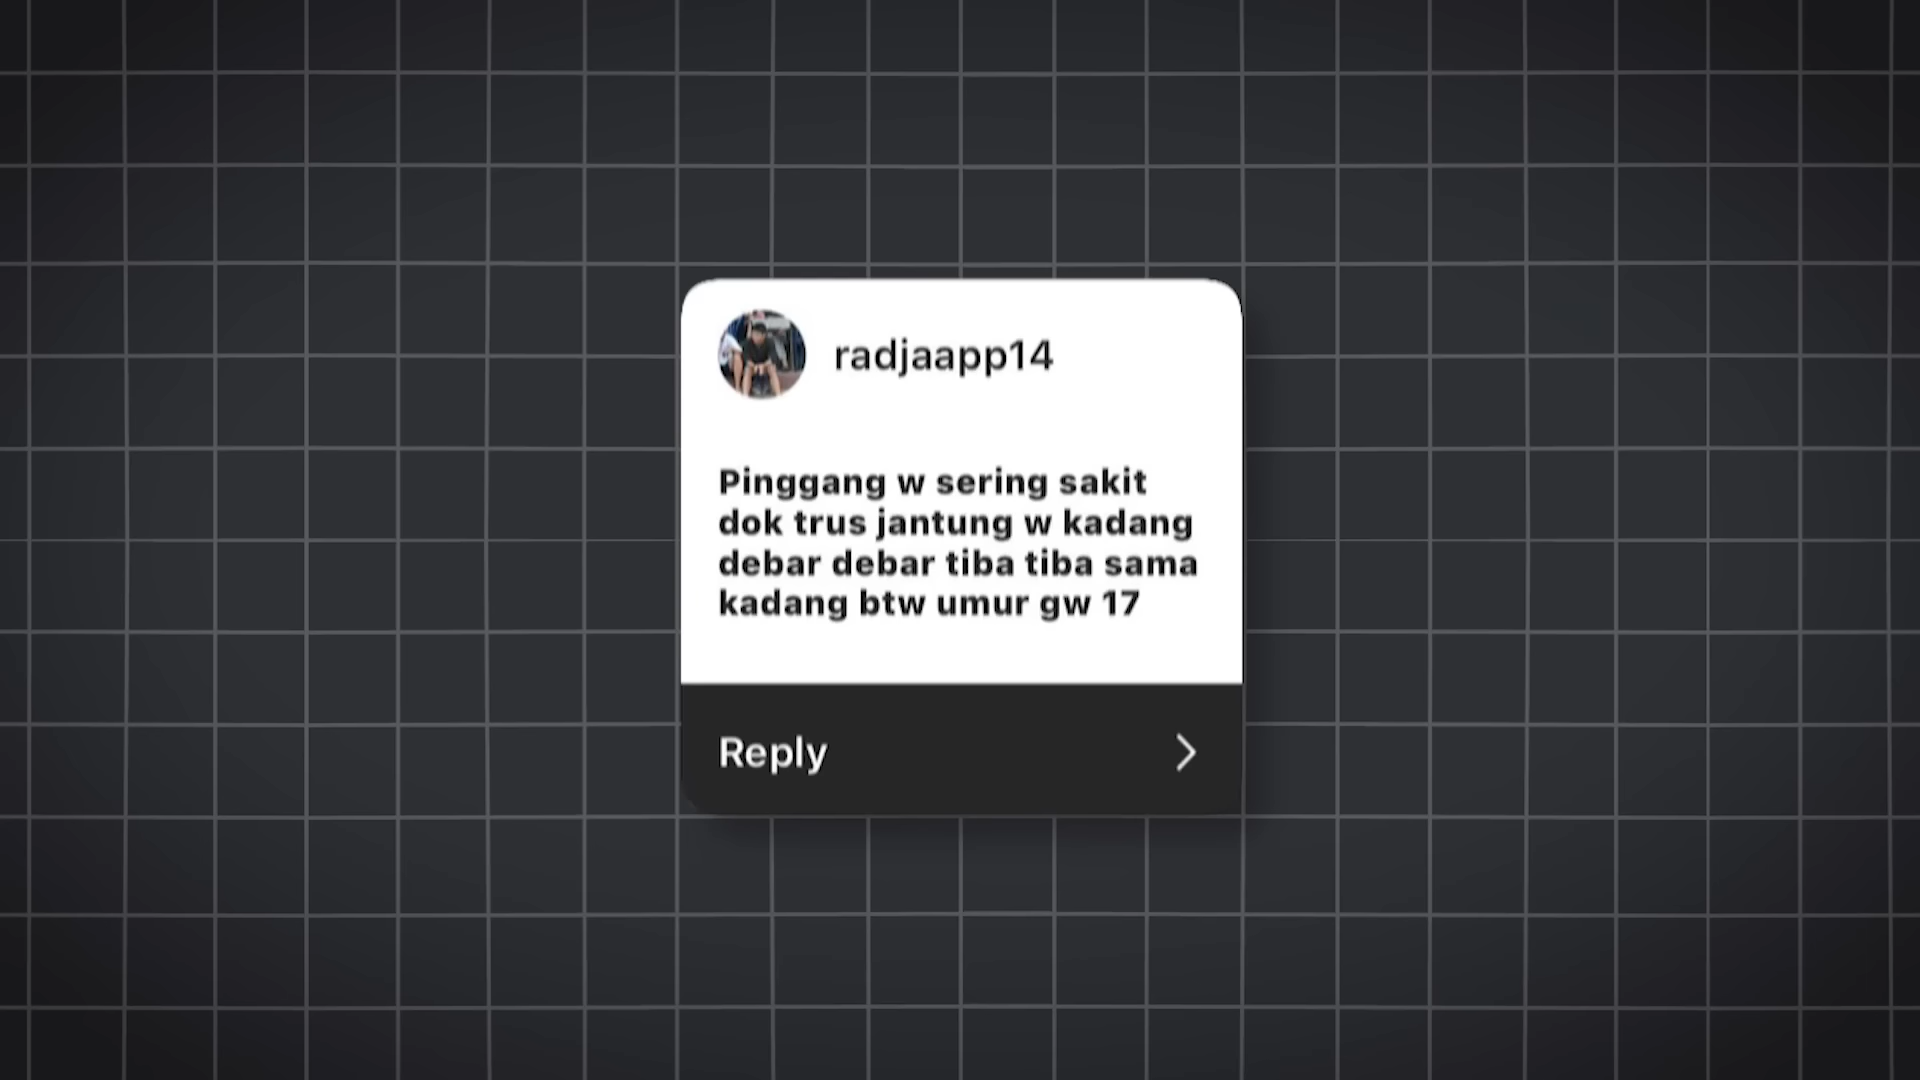 radjaapp14
Pinggang w sering sakit
dok trus jantung w kadang
debar debar tiba tiba sama
kadang btw umur gw 17
Reply